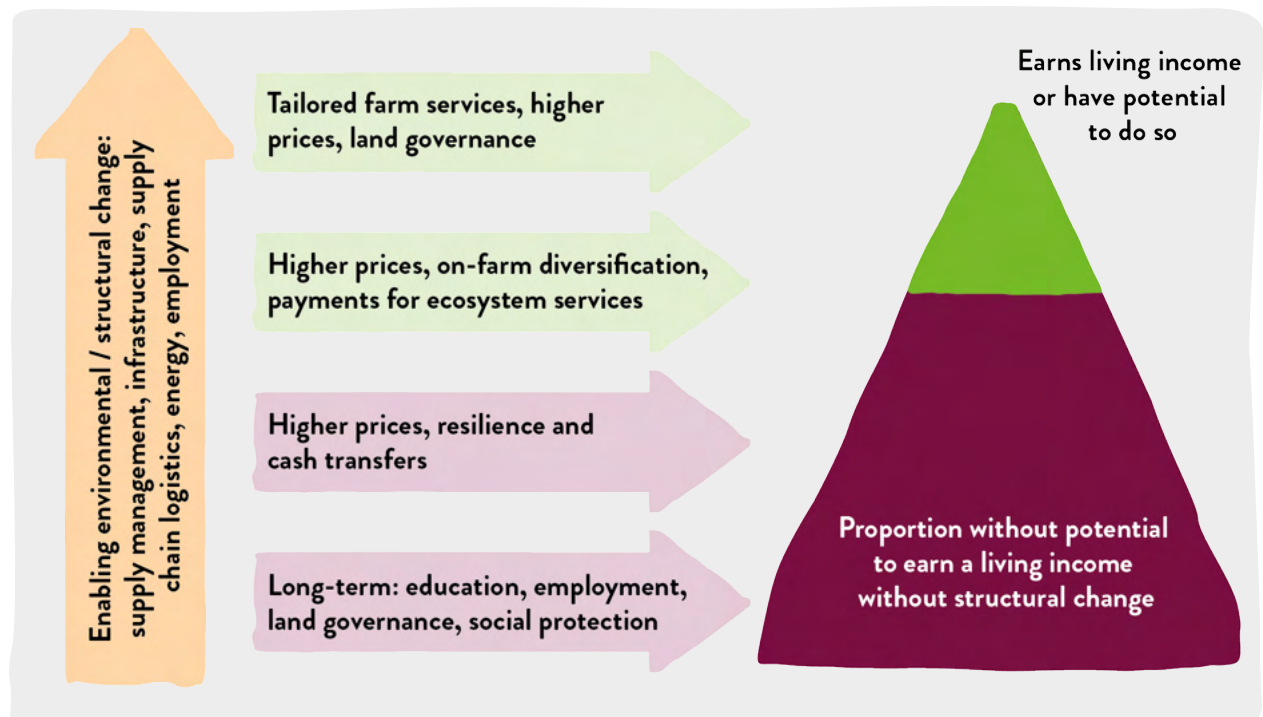 Enabling environmental / structural change:
supply management, infrastructure, supply
chain logistics, energy, employment
Tailored farm services, higher
prices, land governance
Higher prices, on-farm diversification,
payments for ecosystem services
Higher prices, resilience and
cash transfers
Long-term: education, employment,
land governance, social protection
Earns living income
or have potential
to do so
Proportion without potential
to earn a living income
without structural change